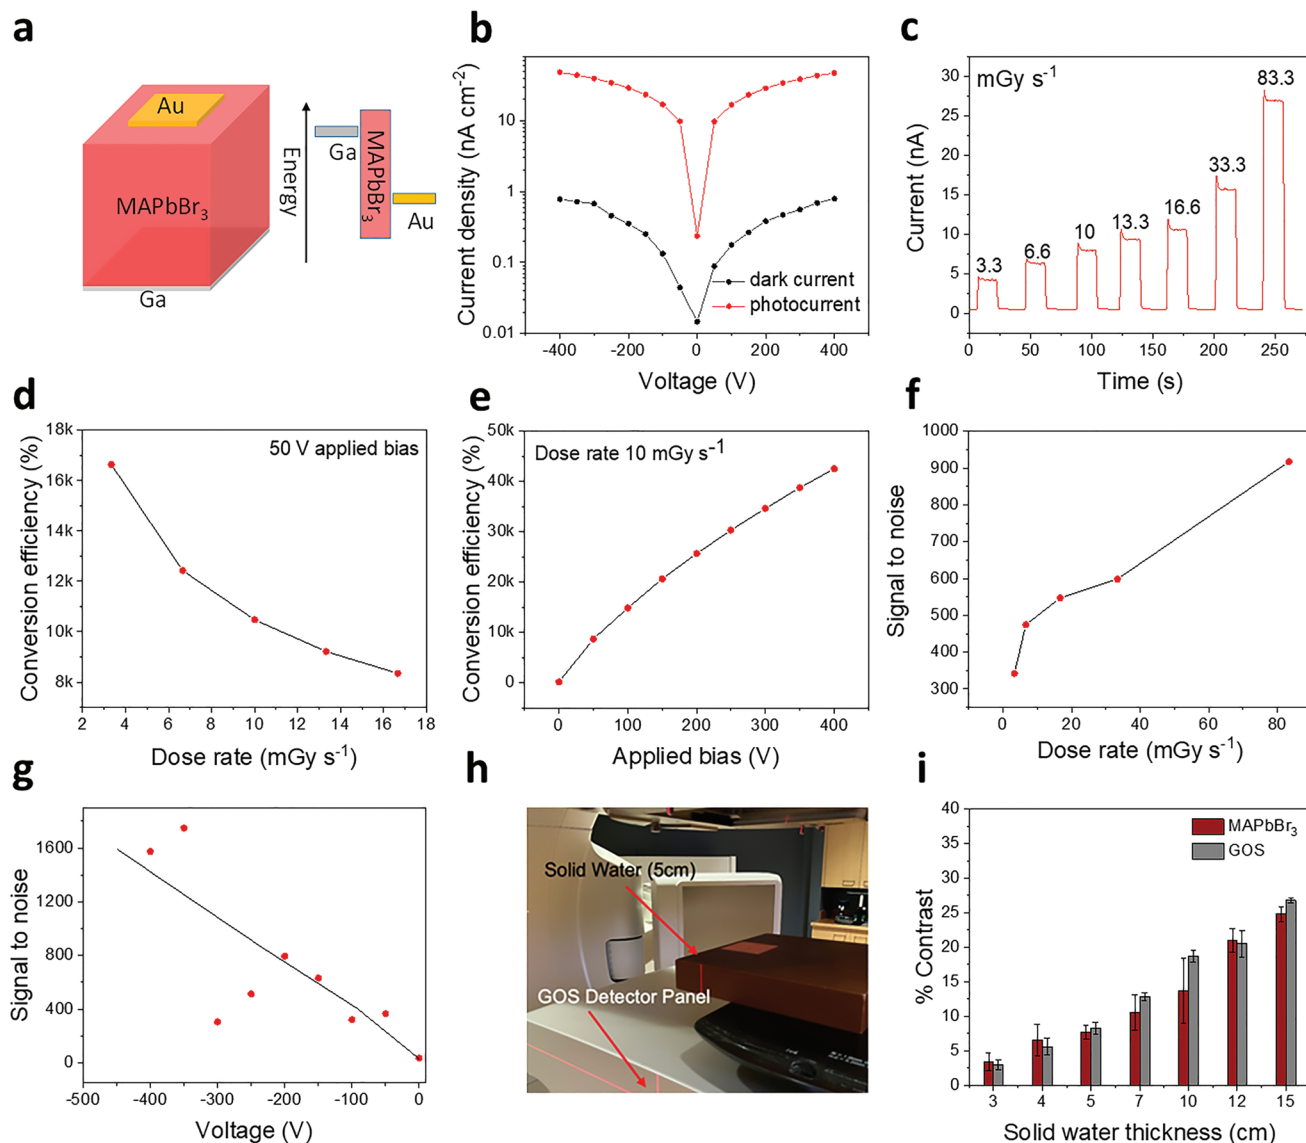 a
Au
MAPbBr3
Ga
Energy
Ga
MAPbBr3
Au
b
Current density (nA cm-2)
10
1
0.1
0.01
dark current
photocurrent
-400 -200 0 200 400
Voltage (V)
c
mGy s-1
Current (nA)
35
30
25
20
15
10
5
0
3.3
6.6
10
13.3
16.6
33.3
83.3
0 50 100 150 200 250
Time (s)
d
50 V applied bias
Conversion efficiency (%)
18k
16k
14k
12k
10k
8k
2 4 6 8 10 12 14 16 18
Dose rate (mGy s-1)
e
Dose rate 10 mGy s-1
Conversion efficiency (%)
50k
40k
30k
20k
10k
0
0 100 200 300 400
Applied bias (V)
f
Signal to noise
1000
900
800
700
600
500
400
300
0 20 40 60 80
Dose rate (mGy s-1)
g
Signal to noise
1600
1200
800
400
0
-500 -400 -300 -200 -100 0
Voltage (V)
h
Solid Water (5cm)
GOS Detector Panel
i
% Contrast
40
35
30
25
20
15
10
5
0
MAPbBr3
GOS
3 4 5 7 10 12 15
Solid water thickness (cm)